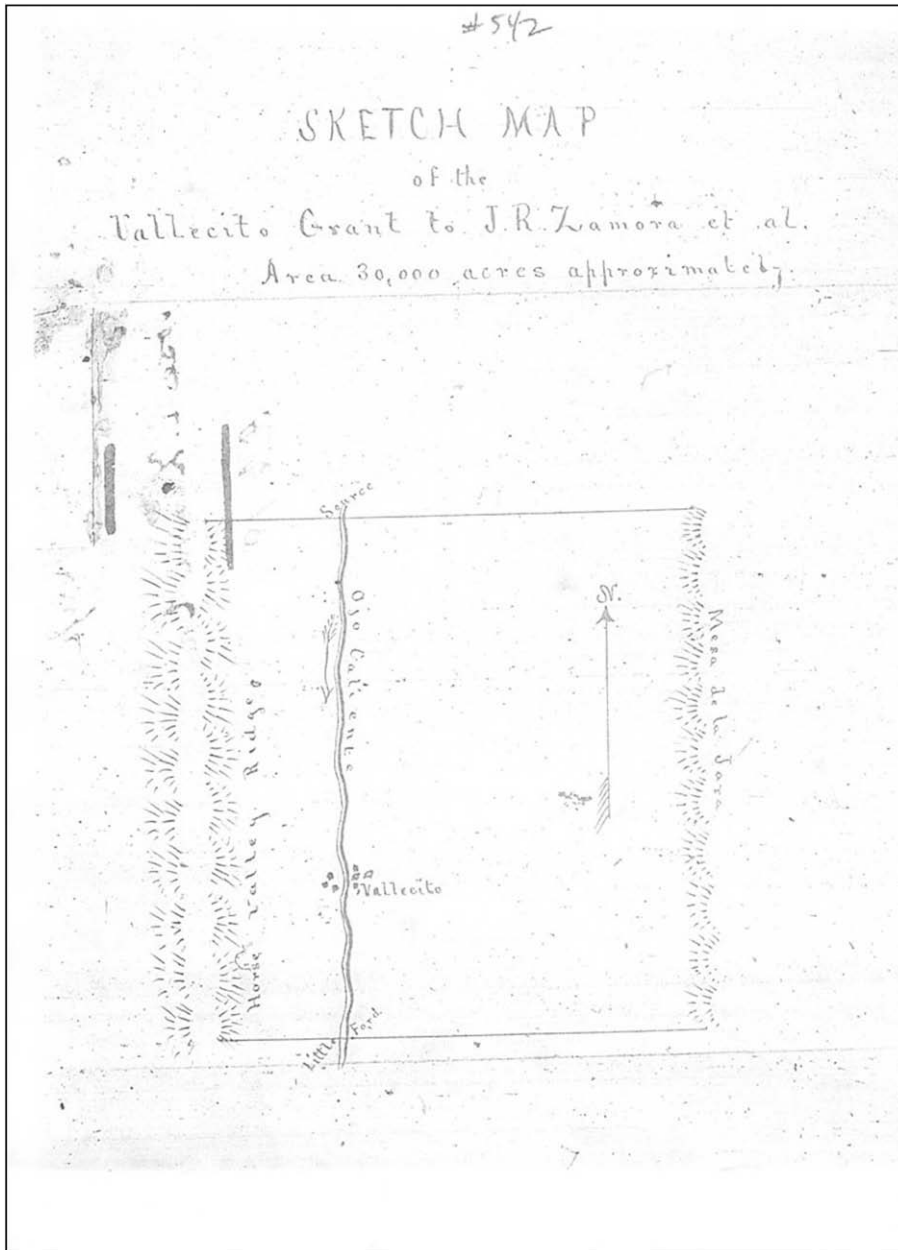 #542
SKETCH MAP
of the
Vallecito Grant to J.R. Zamora et al.
Area 30,000 acres approximately.
Source
Ojo Caliente
N.
Mesa de la Jara
Horse Valley Ridges
Vallecito
Little Ford